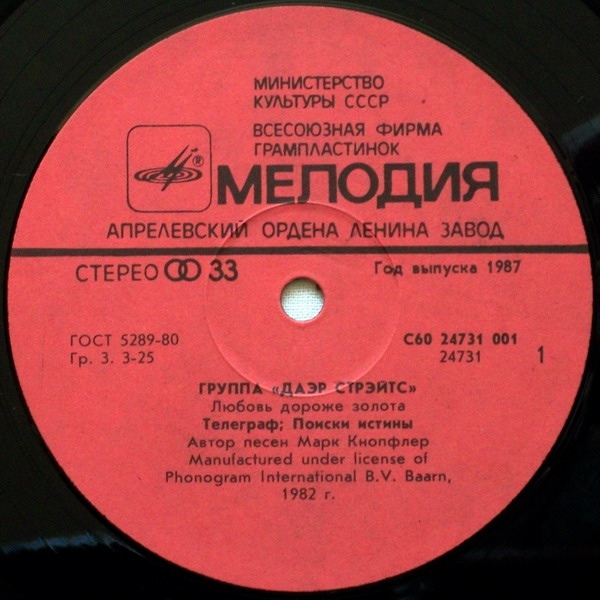 МИНИСТЕРСТВО
КУЛЬТУРЫ СССР
ВСЕСОЮЗНАЯ ФИРМА
ГРАМПЛАСТИНОК
®
МЕЛОДИЯ
АПРЕЛЕВСКИЙ ОРДЕНА ЛЕНИНА ЗАВОД
СТЕРЕО 33
Год выпуска 1987
ГОСТ 5289-80
Гр. 3. 3-25
С60 24731 001
24731
1
ГРУППА «ДАЭР СТРЭЙТС»
Любовь дороже золота
Телеграф; Поиски истины
Автор песен Марк Кнопфлер
Manufactured under license of
Phonogram International B.V. Baarn,
1982 г.